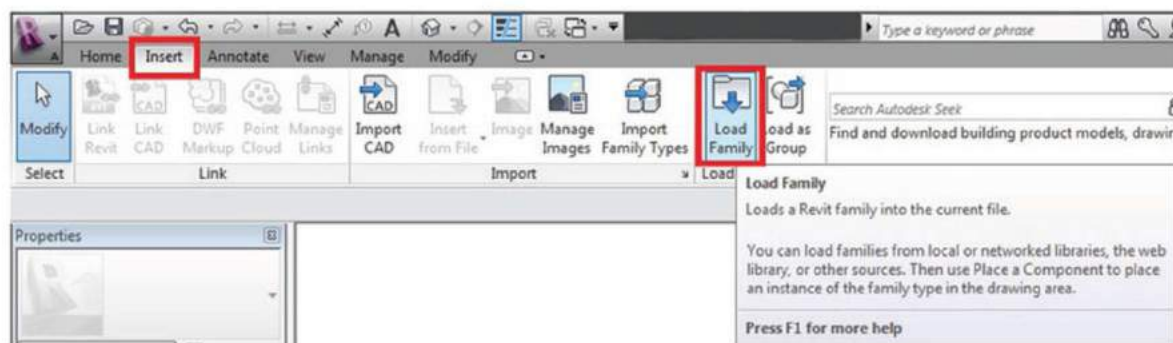 Type a keyword or phrase
Home Insert Annotate View Manage Modify
Modify Link Revit Link CAD DWF Markup Point Cloud Manage Links Import CAD Insert from File Image Manage Images Import Family Types Load Family Load as Group
Search Autodesk Seek
Find and download building product models,
Select Link Import Load
Load Family
Loads a Revit family into the current file.
You can load families from local or networked libraries, the web
library, or other sources. Then use Place a Component to place
an instance of the family type in the drawing area.
Press F1 for more help
Properties